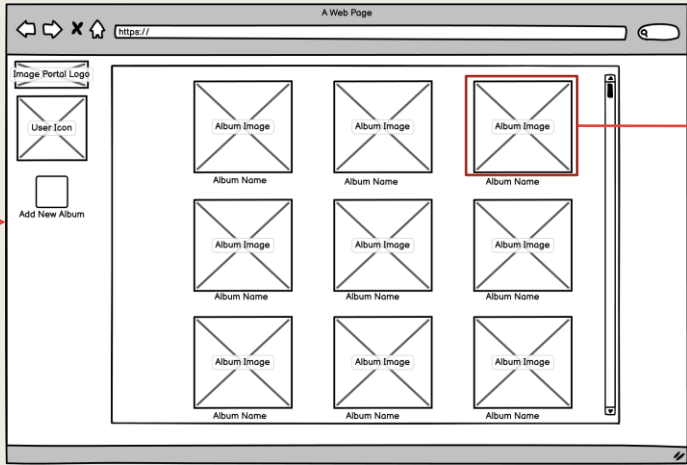 A Web Page
https://
Image Portal Logo
User Icon
Add New Album
Album Image Album Image Album Image
Album Name Album Name Album Name
Album Image Album Image Album Image
Album Name Album Name Album Name
Album Image Album Image Album Image
Album Name Album Name Album Name